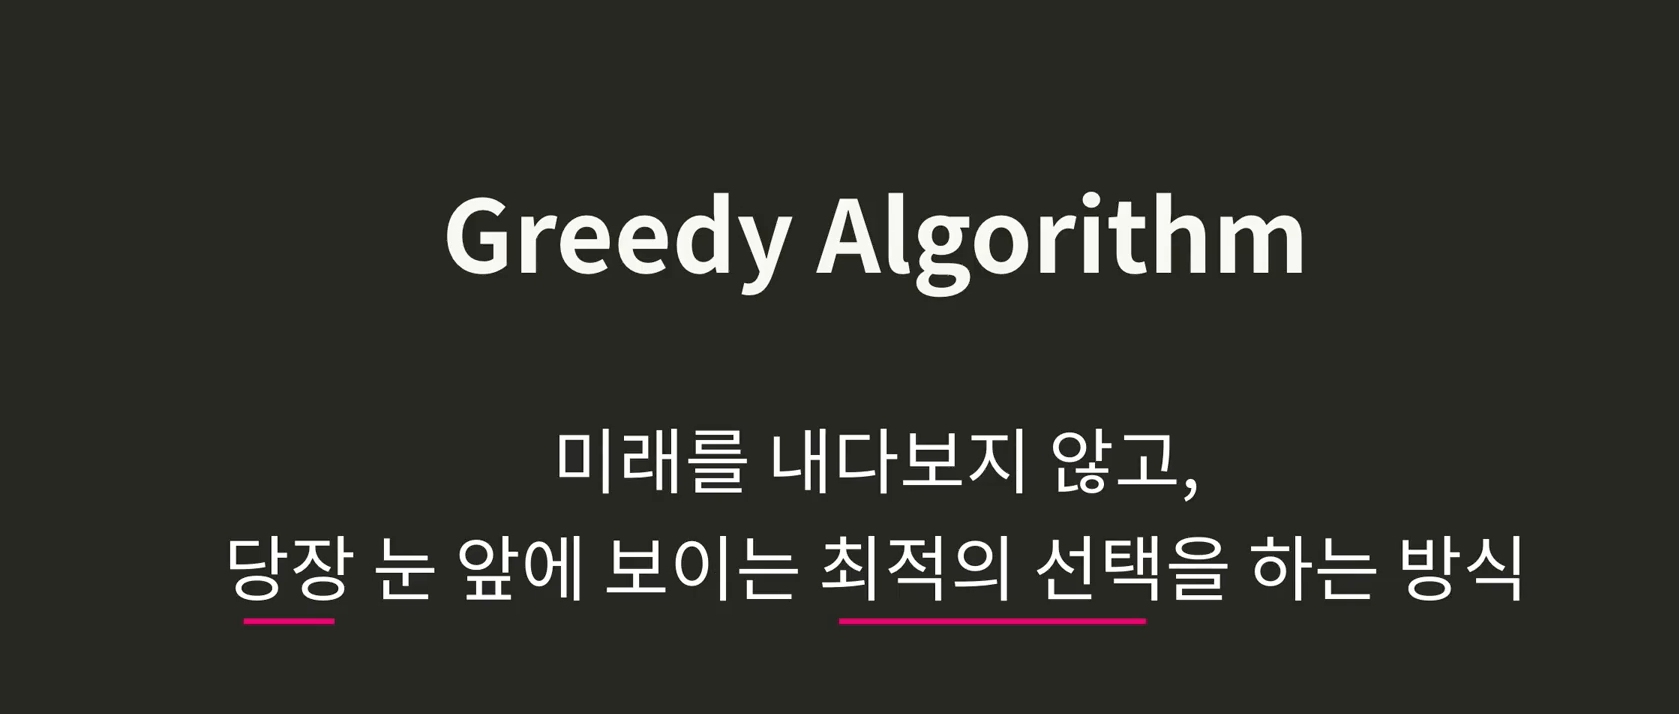 Greedy Algorithm
미래를 내다보지 않고,
당장 눈 앞에 보이는 최적의 선택을 하는 방식